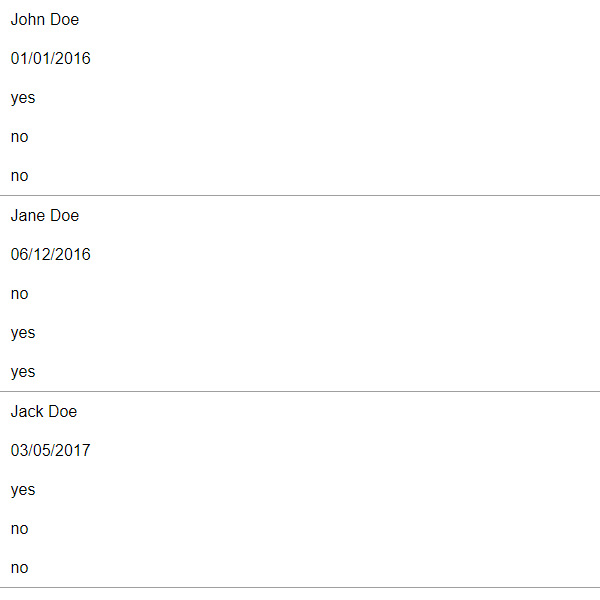 John Doe
01/01/2016
yes
no
no
Jane Doe
06/12/2016
no
yes
yes
Jack Doe
03/05/2017
yes
no
no